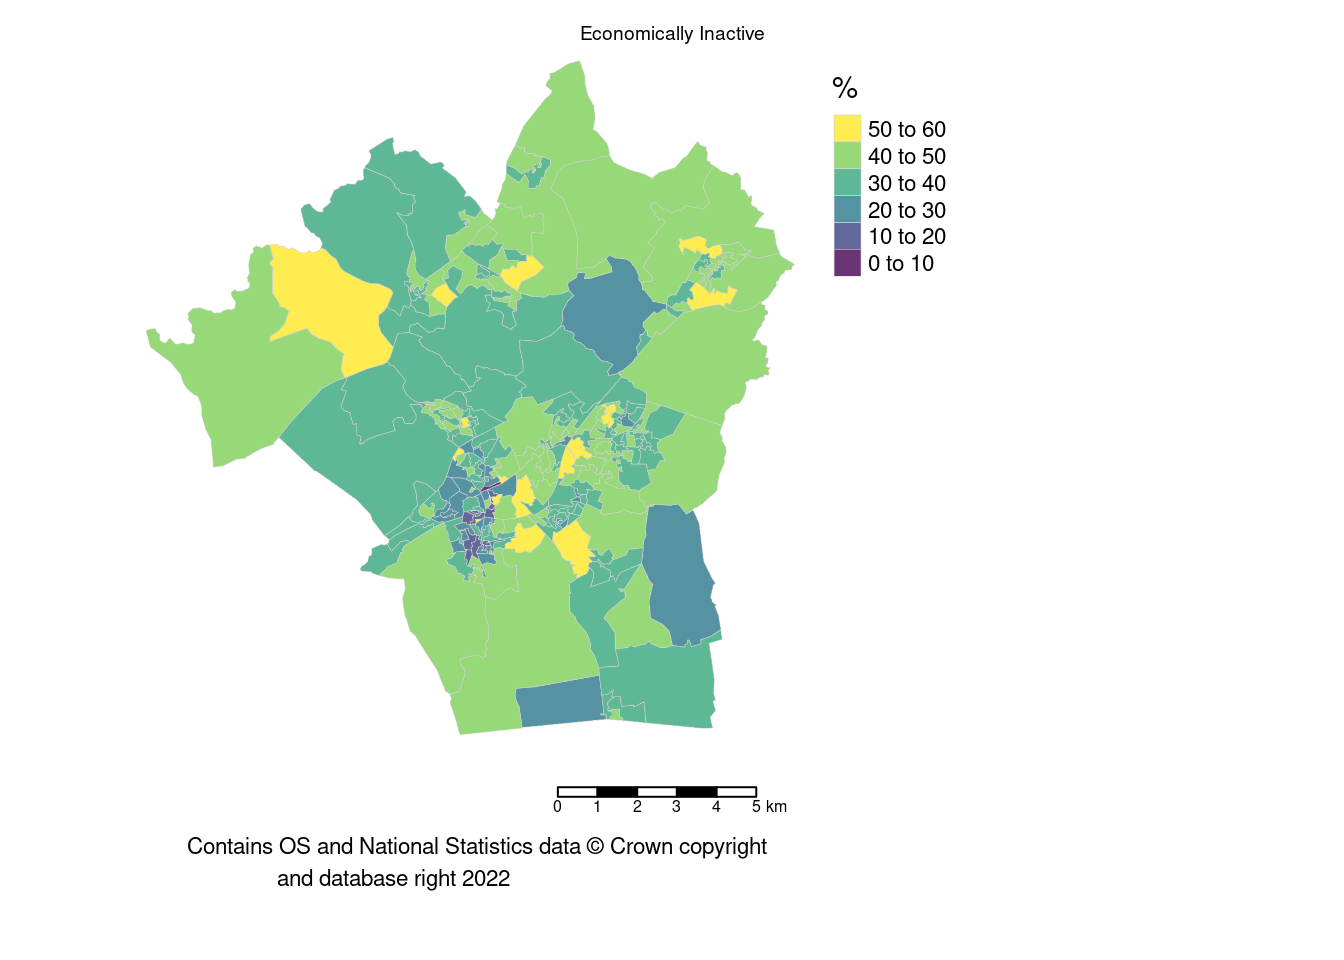 Economically Inactive
%
50 to 60
40 to 50
30 to 40
20 to 30
10 to 20
0 to 10
0 1 2 3 4 5 km
Contains OS and National Statistics data © Crown copyright
and database right 2022